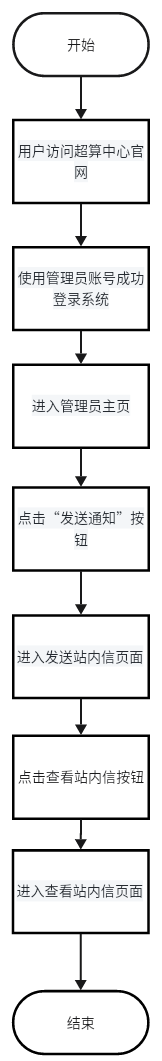 开始
用户访问超算中心官
网
使用管理员账号成功
登录系统
进入管理员主页
点击“发送通知”按
钮
进入发送站内信页面
点击查看站内信按钮
进入查看站内信页面
结束